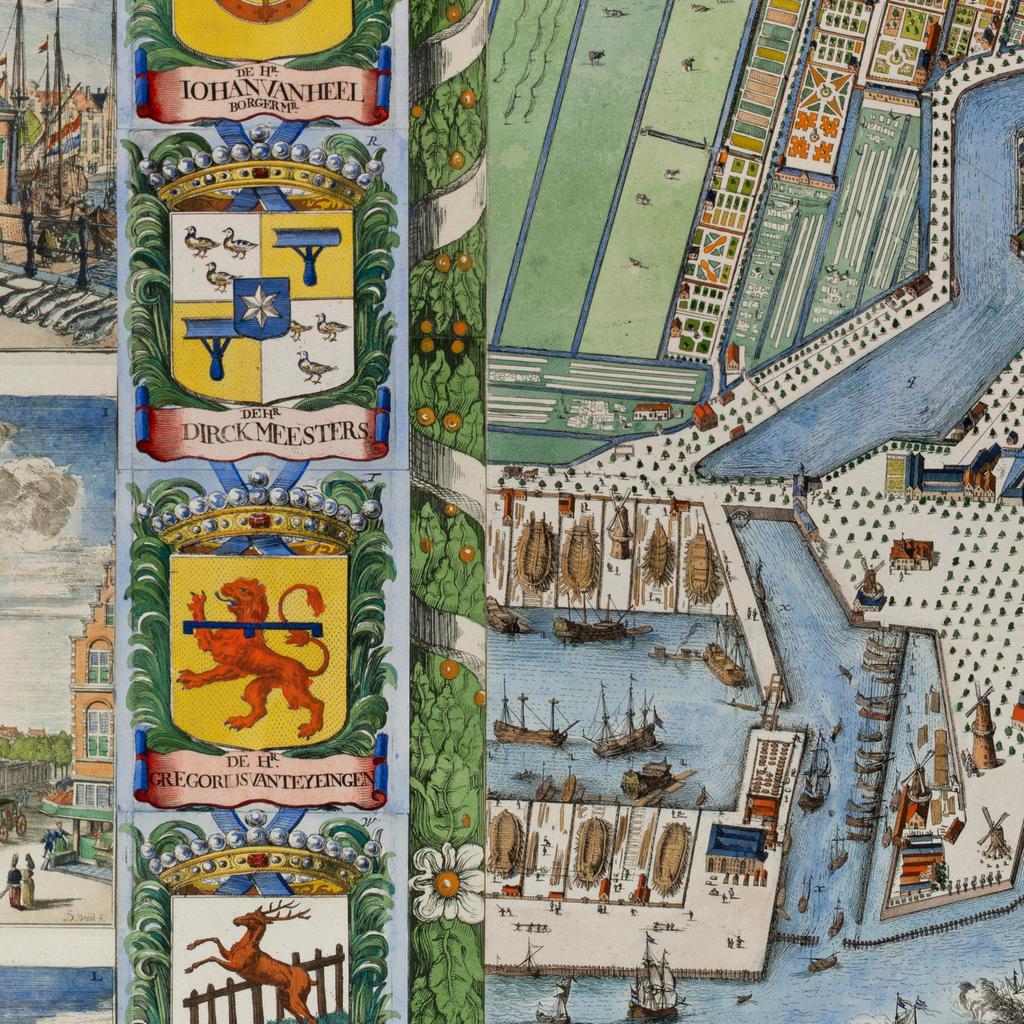 DE Hr.
IOHAN VAN HEEL
BORGERMr.
R
DE Hr.
DIRCK MEESTERS
T
DE Hr.
GREGORIUS VAN TEYLINGEN
W
I
L
q
x
x